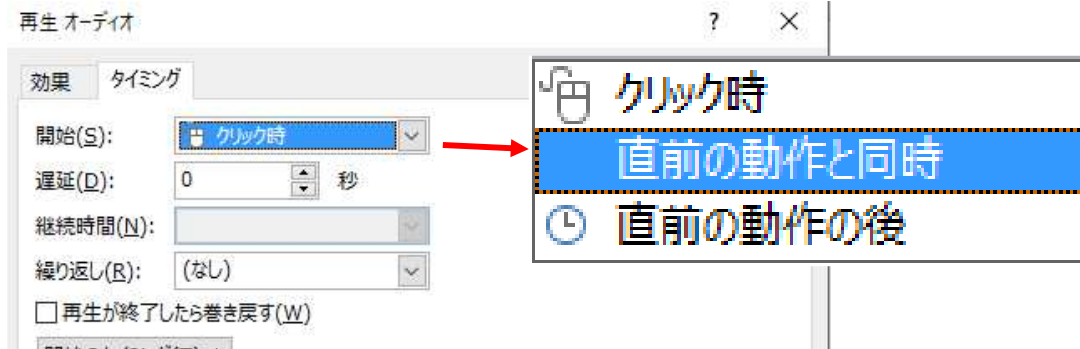 再生 オーディオ ? ×
効果 タイミング
開始(S): クリック時
遅延(D): 0 秒
継続時間(N):
繰り返し(R): (なし)
再生が終了したら巻き戻す(W)
クリック時
直前の動作と同時
直前の動作の後